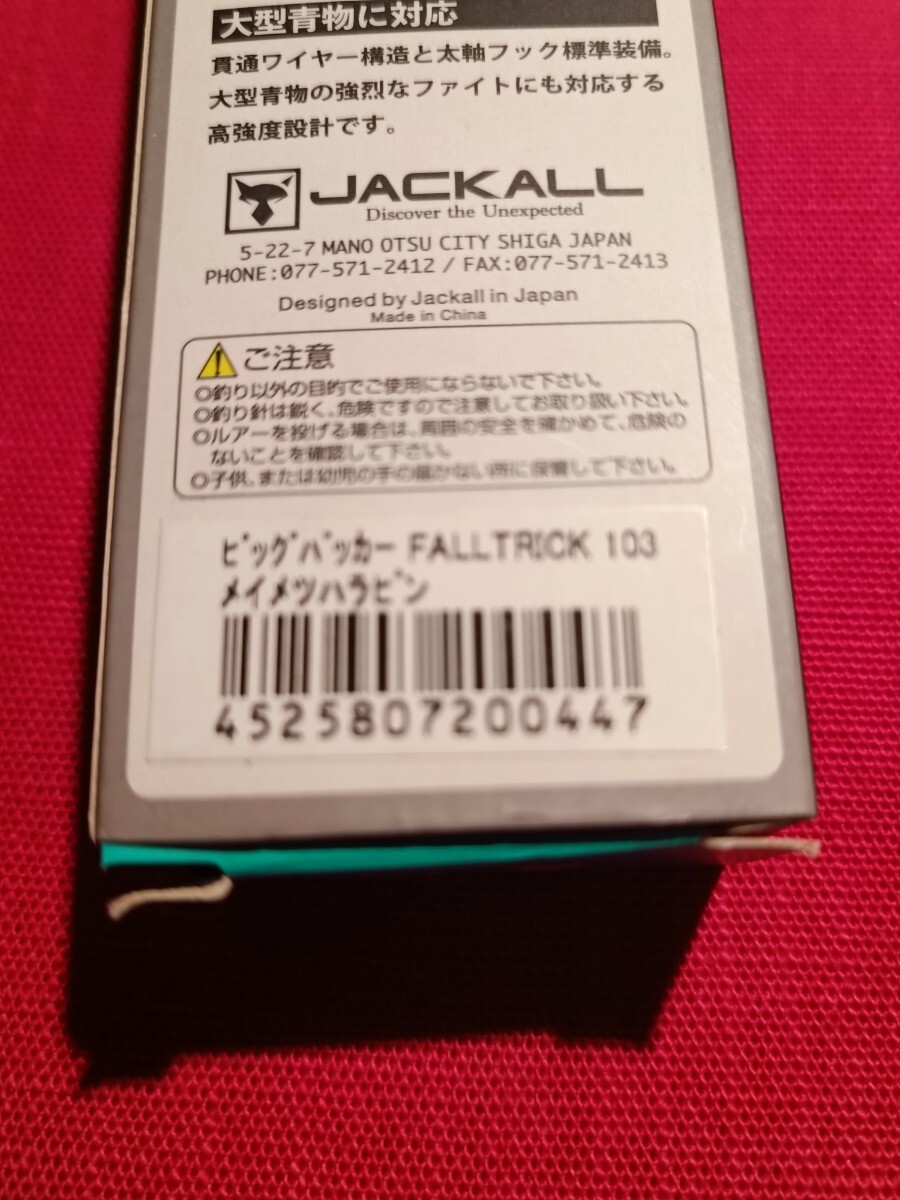 大型青物に対応
貫通ワイヤー構造と太軸フック標準装備。
大型青物の強烈なファイトにも対応する
高強度設計です。
JACKALL
Discover the Unexpected
5-22-7 MANO OTSU CITY SHIGA JAPAN
PHONE:077-571-2412 / FAX:077-571-2413
Designed by Jackall in Japan
Made in China
ご注意
◎釣り以外の目的でご使用にならないで下さい。
◎釣り針は鋭く、危険ですので注意してお取り扱い下さい。
◎ルアーを投げる場合は、周囲の安全を確かめて、危険の
ないことを確認して下さい。
◎子供、または幼児の手の届かない所に保管して下さい。
ﾋﾞｯｸﾞﾊﾞｯｶｰ FALLTRICK 103
ﾒｲﾒﾂﾊﾗﾋﾟﾝ
4525807200447